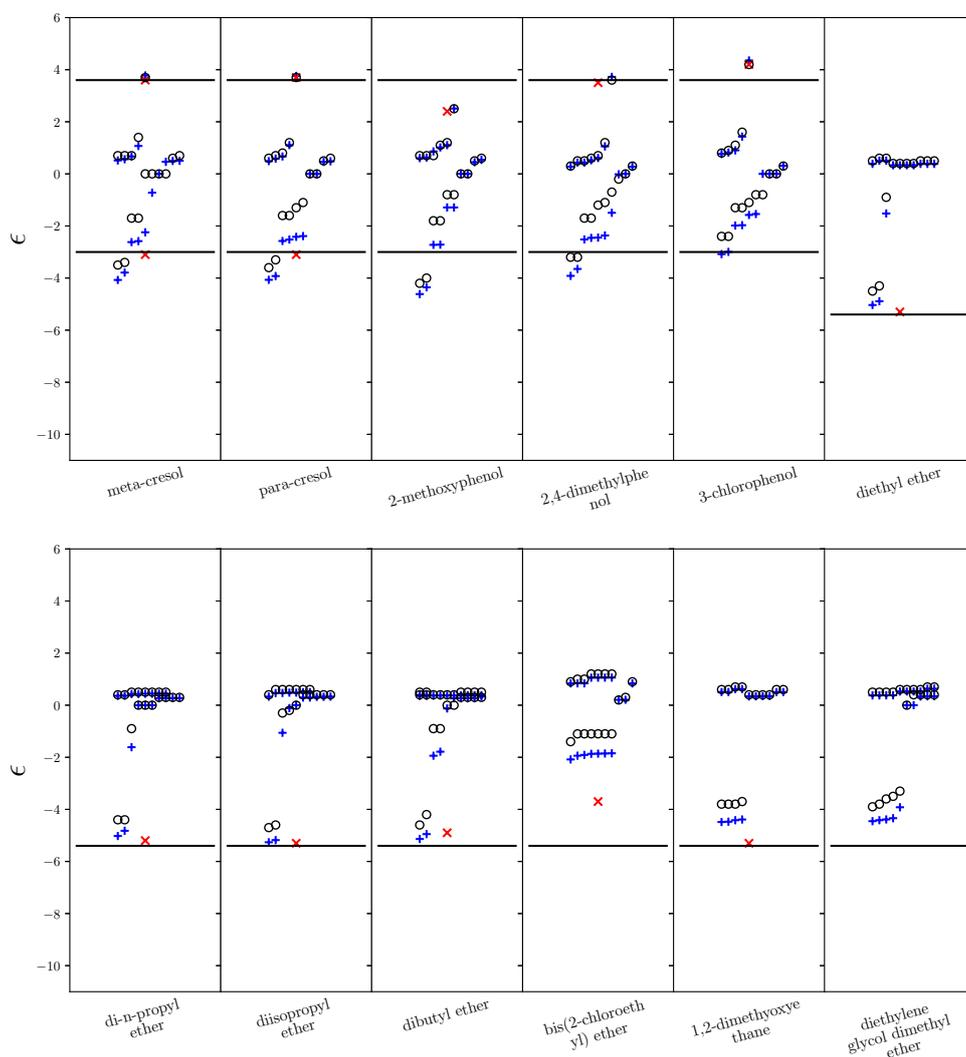 6
4
2
0
−2
−4
−6
−8
−10
ϵ
meta-cresol
para-cresol
2-methoxyphenol
2,4-dimethylphe
nol
3-chlorophenol
diethyl ether
6
4
2
0
−2
−4
−6
−8
−10
ϵ
di-n-propyl
ether
diisopropyl
ether
dibutyl ether
bis(2-chloroeth
yl) ether
1,2-dimethyoxye
thane
diethylene
glycol dimethyl
ether